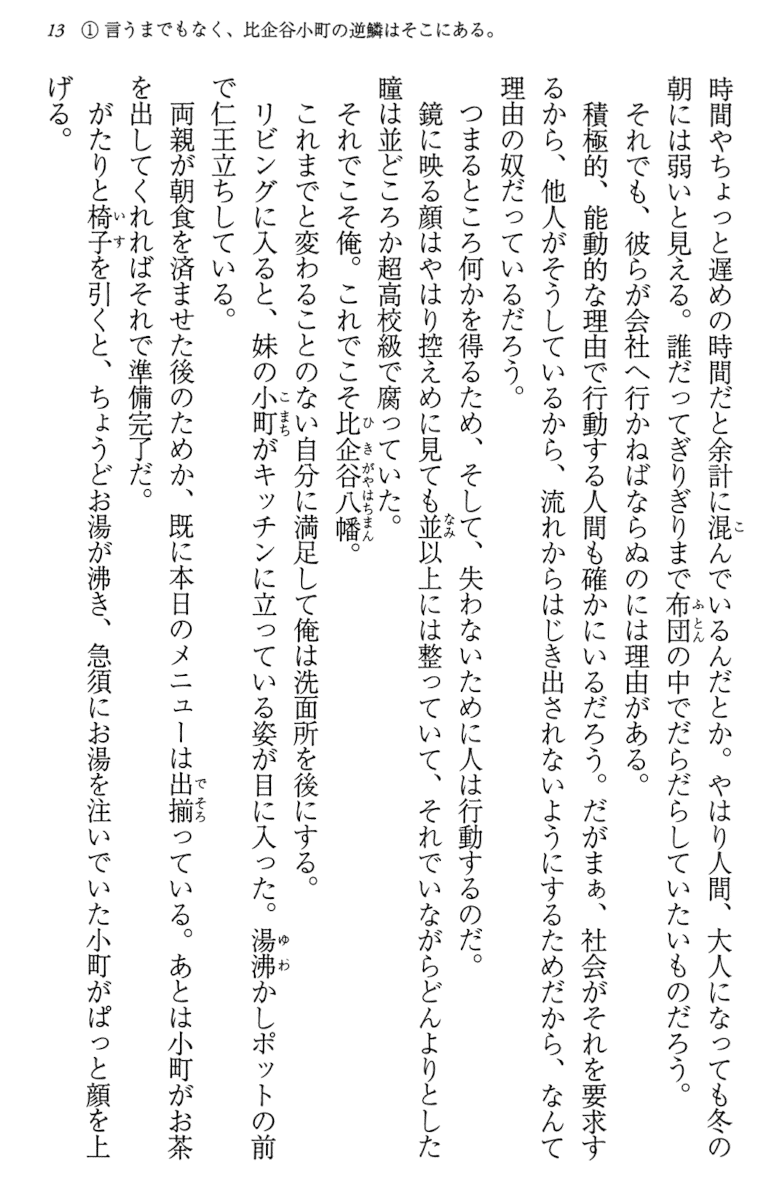 13 ① 言うまでもなく、比企谷小町の逆鱗はそこにある。
時間やちょっと遅めの時間だと余計に混んでいるんだとか。やはり人間、大人になっても冬の
朝には弱いと見える。誰だってぎりぎりまで布団の中でだらだらしていたいものだろう。
それでも、彼らが会社へ行かねばならぬのには理由がある。
積極的、能動的な理由で行動する人間も確かにいるだろう。だがまぁ、社会がそれを要求す
るから、他人がそうしているから、流れからはじき出されないようにするためだから、なんて
理由の奴だっているだろう。
つまるところ何かを得るため、そして、失わないために人は行動するのだ。
鏡に映る顔はやはり控えめに見ても並以上には整っていて、それでいながらどんよりとした
瞳は並どころか超高校級で腐っていた。
それでこそ俺。これでこそ比企谷八幡。
これまでと変わることのない自分に満足して俺は洗面所を後にする。
リビングに入ると、妹の小町がキッチンに立っている姿が目に入った。湯沸かしポットの前
で仁王立ちしている。
両親が朝食を済ませた後のためか、既に本日のメニューは出揃っている。あとは小町がお茶
を出してくれればそれで準備完了だ。
がたりと椅子を引くと、ちょうどお湯が沸き、急須にお湯を注いでいた小町がぱっと顔を上
げる。